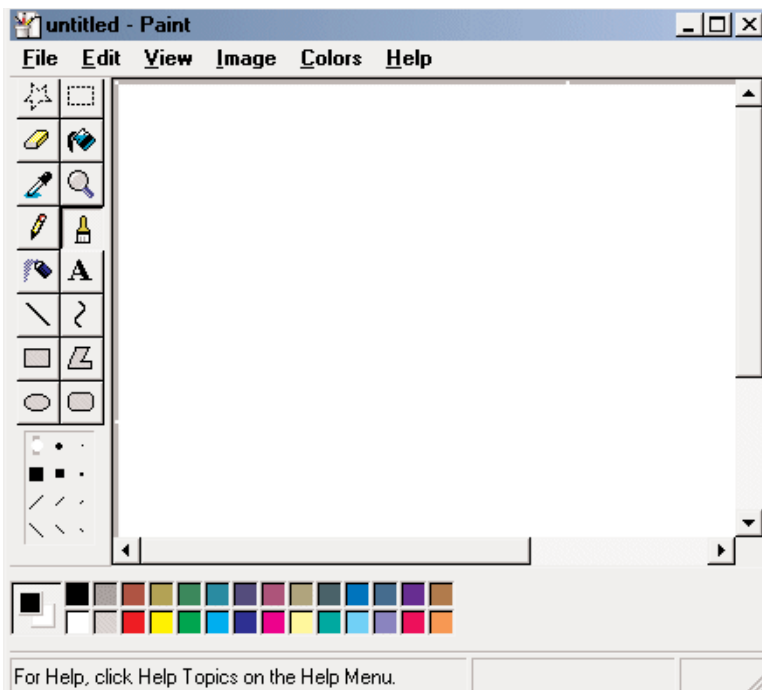 untitled - Paint
File Edit View Image Colors Help
A
For Help, click Help Topics on the Help Menu.